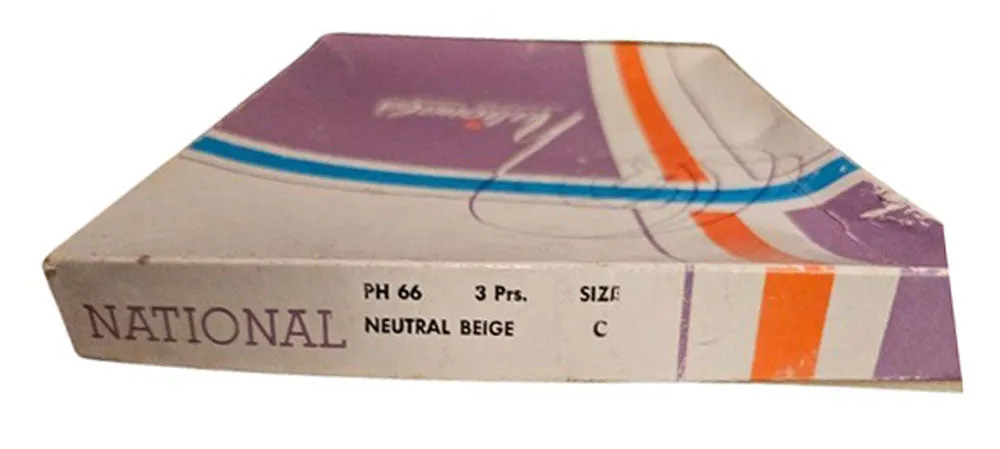 NATIONAL
PH 66 3 Prs. SIZE
NEUTRAL BEIGE C